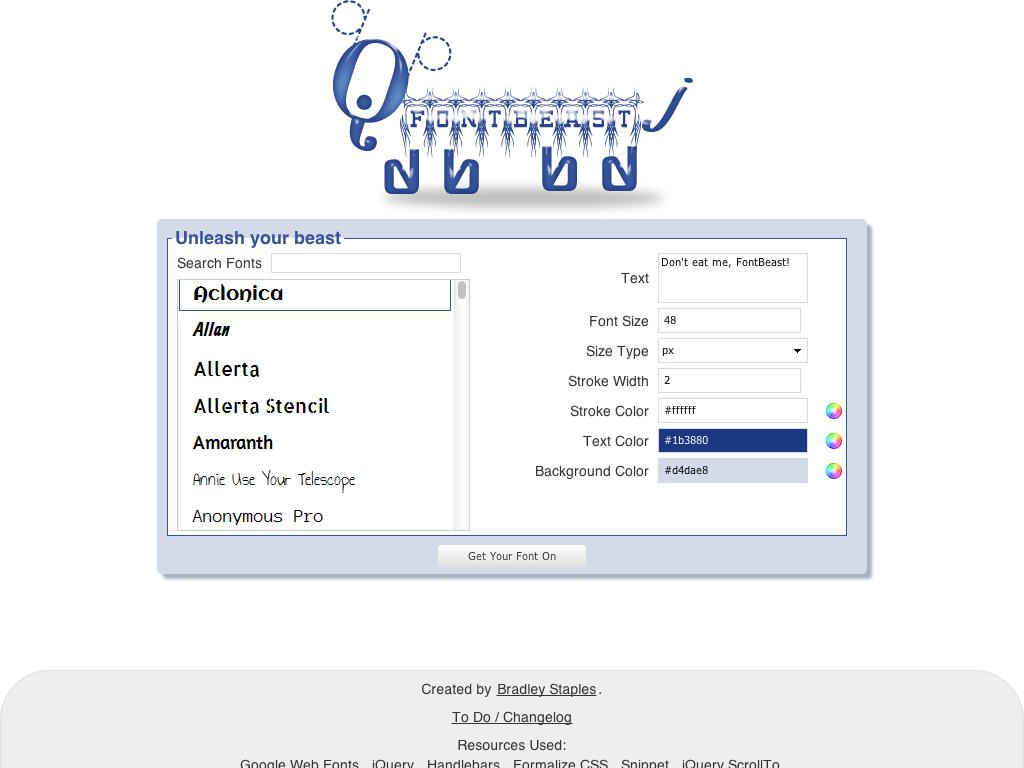 FONTBEAST
Unleash your beast
Search Fonts
Aclonica
Allan
Allerta
Allerta Stencil
Amaranth
Annie Use Your Telescope
Anonymous Pro
Text
Don't eat me, FontBeast!
Font Size
48
Size Type
px
Stroke Width
2
Stroke Color
#ffffff
Text Color
#1b3880
Background Color
#d4dae8
Get Your Font On
Created by Bradley Staples.
To Do / Changelog
Resources Used:
Google Web Fonts jQuery Handlebars Formalize CSS Snippet jQuery ScrollTo